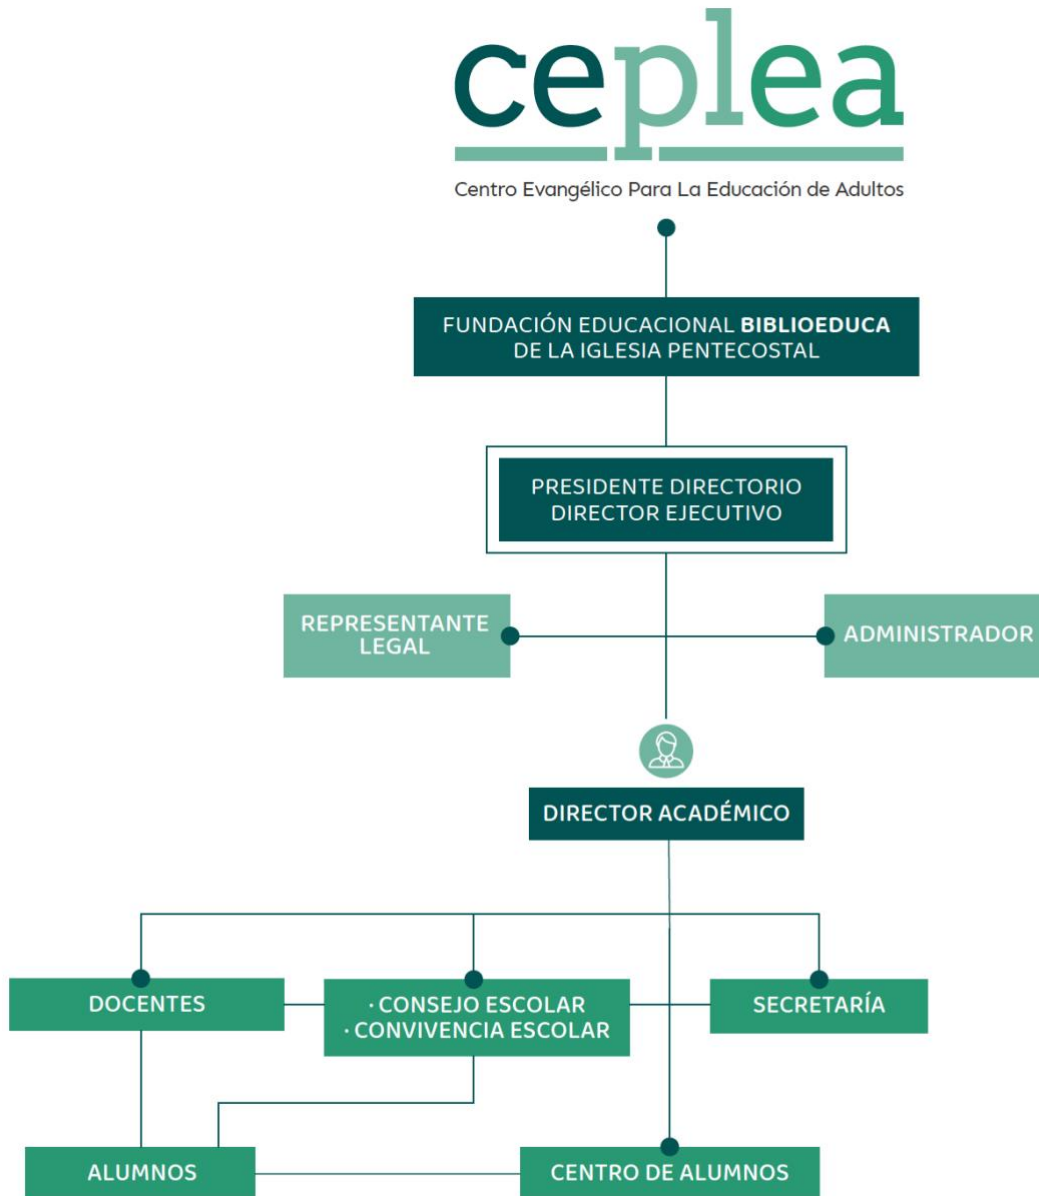 ceplea
Centro Evangélico Para La Educación de Adultos
FUNDACIÓN EDUCACIONAL BIBLIOEDUCA
DE LA IGLESIA PENTECOSTAL
PRESIDENTE DIRECTORIO
DIRECTOR EJECUTIVO
REPRESENTANTE
LEGAL
ADMINISTRADOR
DIRECTOR ACADÉMICO
DOCENTES
· CONSEJO ESCOLAR
· CONVIVENCIA ESCOLAR
SECRETARÍA
ALUMNOS
CENTRO DE ALUMNOS